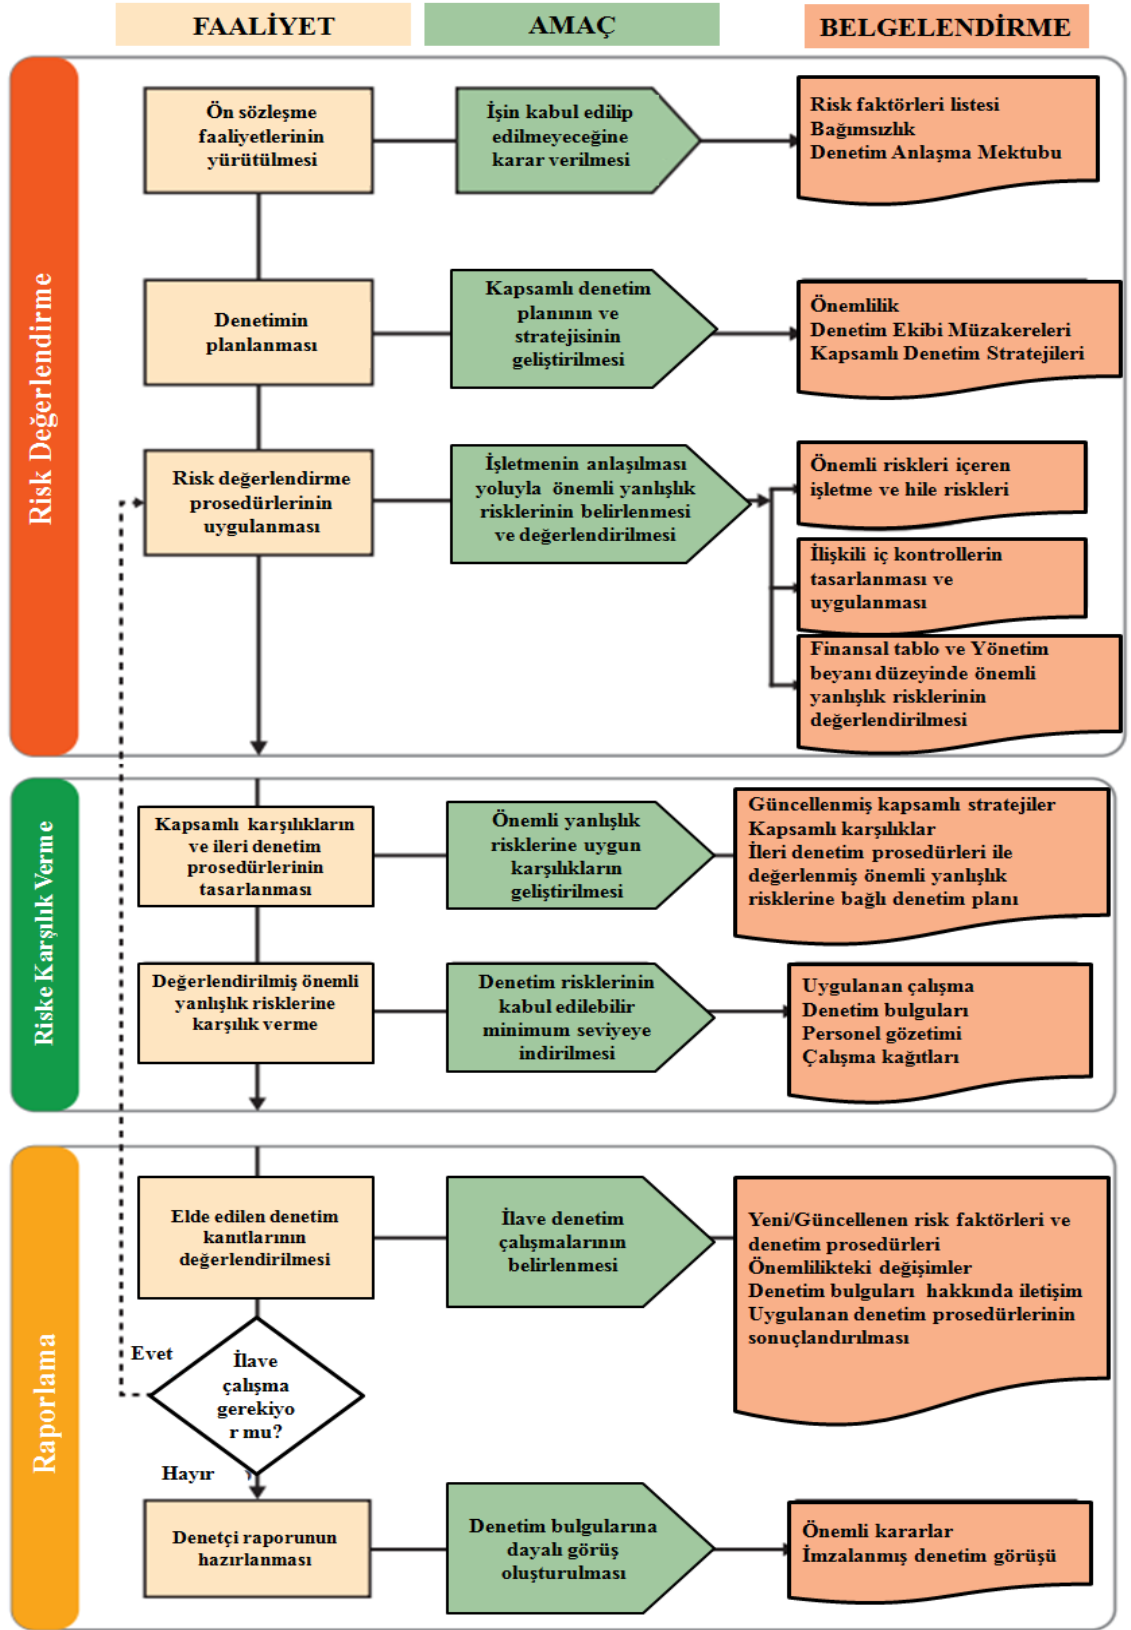 FAALİYET
AMAÇ
BELGELENDİRME
Risk Değerlendirme
Ön sözleşme
faaliyetlerinin
yürütülmesi
İşin kabul edilip
edilmeyeceğine
karar verilmesi
Risk faktörleri listesi
Bağımsızlık
Denetim Anlaşma Mektubu
Denetimin
planlanması
Kapsamlı denetim
planının ve
stratejisinin
geliştirilmesi
Önemlilik
Denetim Ekibi Müzakereleri
Kapsamlı Denetim Stratejileri
Risk değerlendirme
prosedürlerinin
uygulanması
İşletmenin anlaşılması
yoluyla önemli yanlışlık
risklerinin belirlenmesi
ve değerlendirilmesi
Önemli riskleri içeren
işletme ve hile riskleri
İlişkili iç kontrollerin
tasarlanması ve
uygulanması
Finansal tablo ve Yönetim
beyanı düzeyinde önemli
yanlışlık risklerinin
değerlendirilmesi
Riske Karşılık Verme
Kapsamlı karşılıkların
ve ileri denetim
prosedürlerinin
tasarlanması
Önemli yanlışlık
risklerine uygun
karşılıkların
geliştirilmesi
Güncellenmiş kapsamlı stratejiler
Kapsamlı karşılıklar
İleri denetim prosedürleri ile
değerlenmiş önemli yanlışlık
risklerine bağlı denetim planı
Değerlendirilmiş önemli
yanlışlık risklerine
karşılık verme
Denetim risklerinin
kabul edilebilir
minimum seviyeye
indirilmesi
Uygulanan çalışma
Denetim bulguları
Personel gözetimi
Çalışma kağıtları
Raporlama
Elde edilen denetim
kanıtlarının
değerlendirilmesi
İlave denetim
çalışmalarının
belirlenmesi
Yeni/Güncellenen risk faktörleri ve
denetim prosedürleri
Önemlilikteki değişimler
Denetim bulguları hakkında iletişim
Uygulanan denetim prosedürlerinin
sonuçlandırılması
Evet
İlave
çalışma
gerekiyo
r mu?
Hayır
Denetçi raporunun
hazırlanması
Denetim bulgularına
dayalı görüş
oluşturulması
Önemli kararlar
İmzalanmış denetim görüşü